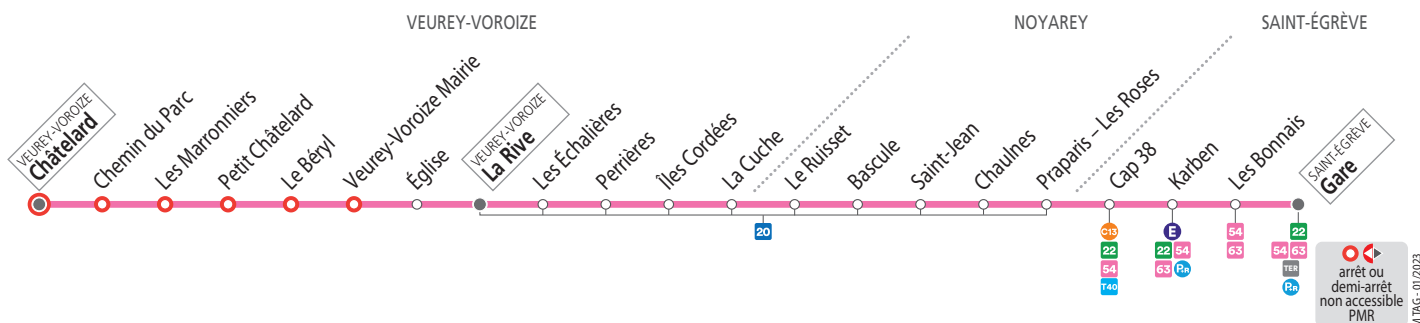 VEUREY-VOROIZE
NOYAREY
SAINT-ÉGRÈVE
VEUREY-VOROIZE
Châtelard
Chemin du Parc
Les Marronniers
Petit Châtelard
Le Béryl
Veurey-Voroize Mairie
Église
VEUREY-VOROIZE
La Rive
Les Échalières
Perrières
Îles Cordées
La Cuche
Le Ruisset
Bascule
Saint-Jean
Chaulnes
Praparis – Les Roses
Cap 38
Karben
Les Bonnais
SAINT-ÉGRÈVE
Gare
20
C13
22
54
T40
E
22 54
63 P+R
54
63
22
54 63
TER
P+R
arrêt ou
demi-arrêt
non accessible
PMR
M TAG - 01/2023